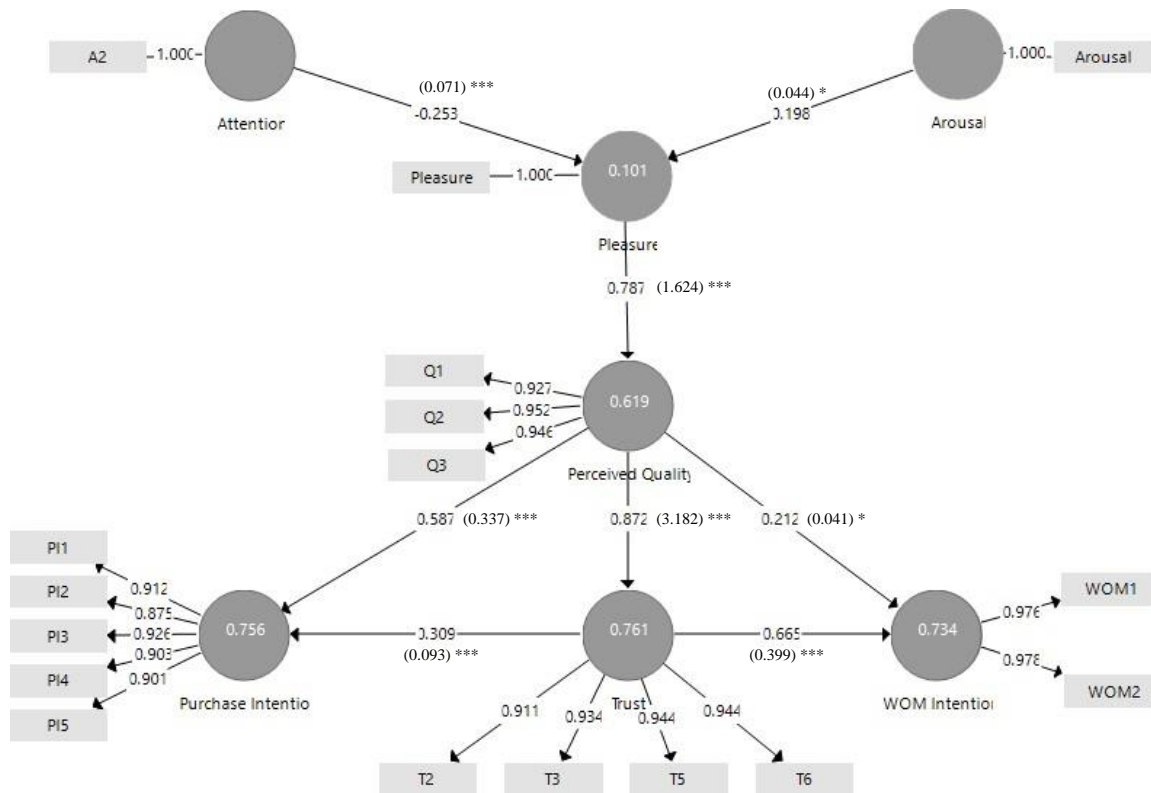 A2
1.000
Attention
(0.071) ***
-0.253
(0.044) *
0.198
1.000
Arousal
Arousal
Pleasure
1.000
0.101
Pleasure
0.787 (1.624) ***
Q1
Q2
Q3
0.927
0.952
0.946
0.619
Perceived Quality
0.587 (0.337) ***
0.872 (3.182) ***
0.212 (0.041) *
PI1
PI2
PI3
PI4
PI5
0.912
0.875
0.926
0.903
0.901
0.756
Purchase Intentio
0.309
(0.093) ***
0.761
Trust
0.665
(0.399) ***
0.734
WOM Intention
0.976
0.978
WOM1
WOM2
0.911
0.934
0.944
0.944
T2
T3
T5
T6